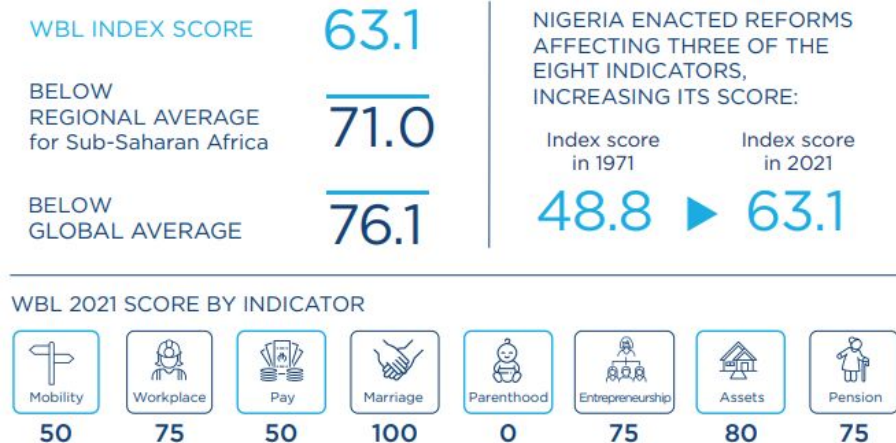 WBL INDEX SCORE
63.1
BELOW
REGIONAL AVERAGE
for Sub-Saharan Africa
71.0
BELOW
GLOBAL AVERAGE
76.1
NIGERIA ENACTED REFORMS
AFFECTING THREE OF THE
EIGHT INDICATORS,
INCREASING ITS SCORE:
Index score
in 1971
48.8
Index score
in 2021
63.1
WBL 2021 SCORE BY INDICATOR
Mobility
50
Workplace
75
Pay
50
Marriage
100
Parenthood
0
Entrepreneurship
75
Assets
80
Pension
75